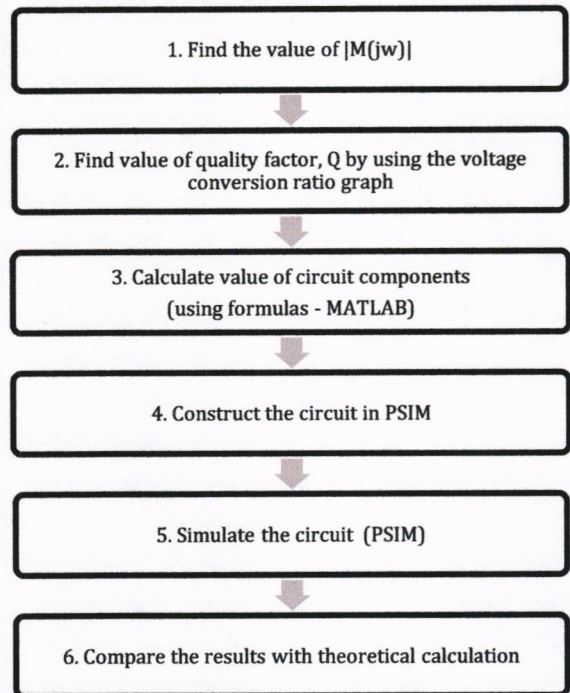 1. Find the value of |M(jw)|
2. Find value of quality factor, Q by using the voltage
conversion ratio graph
3. Calculate value of circuit components
(using formulas - MATLAB)
4. Construct the circuit in PSIM
5. Simulate the circuit (PSIM)
6. Compare the results with theoretical calculation